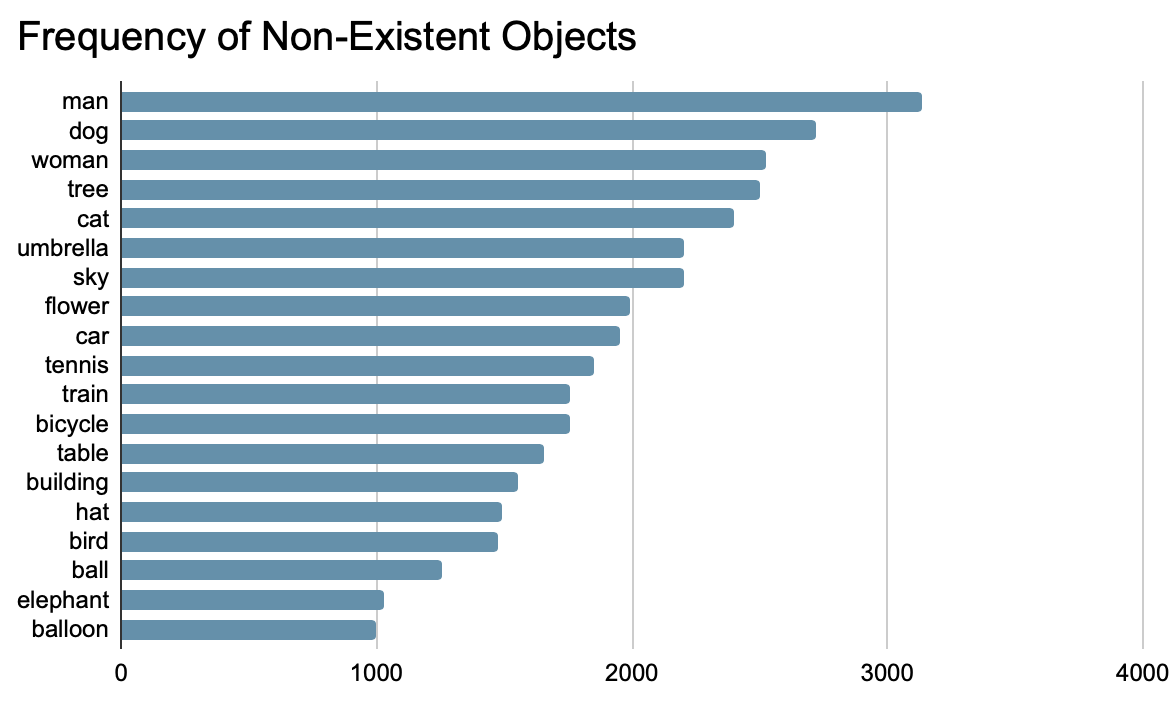 Frequency of Non-Existent Objects
man
dog
woman
tree
cat
umbrella
sky
flower
car
tennis
train
bicycle
table
building
hat
bird
ball
elephant
balloon
0 1000 2000 3000 4000